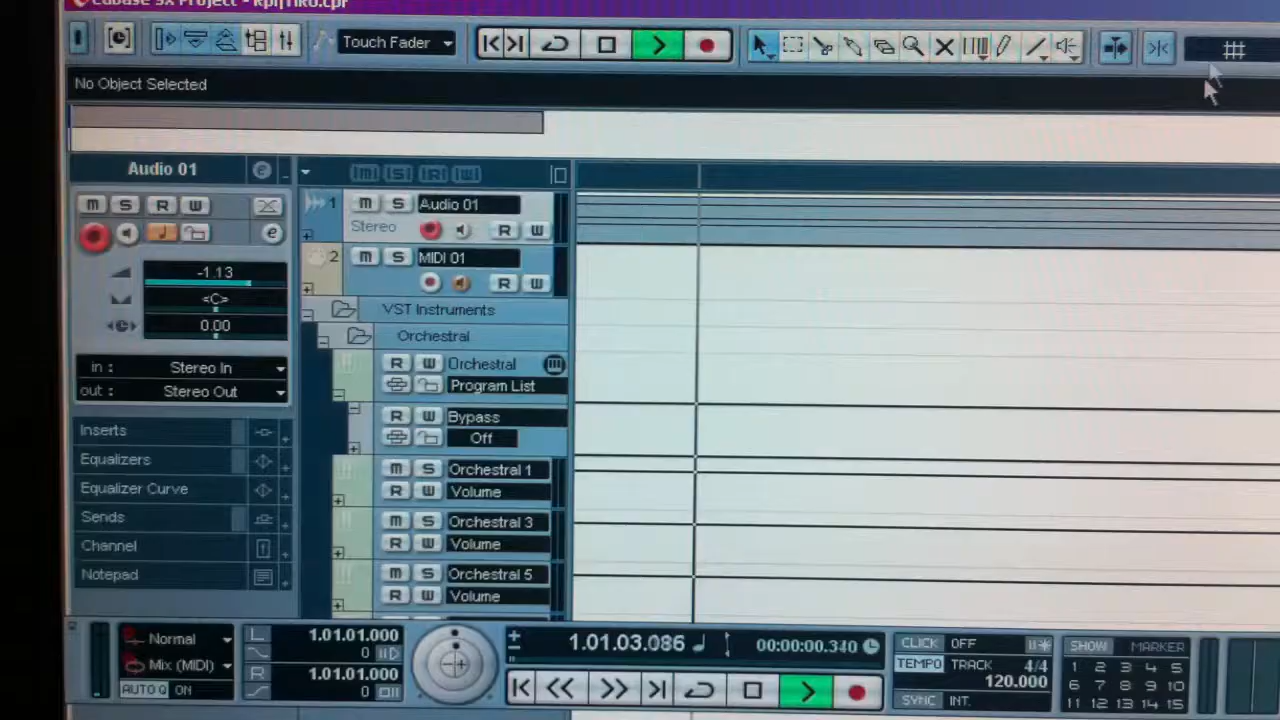 Cubase SX Project - Крутяк.cpr
Touch Fader
No Object Selected
Audio 01
M S R W
1 M S Audio 01
Stereo R W
2 M S MIDI 01
R W
-1.13
<C>
0.00
VST Instruments
Orchestral
in : Stereo In
out : Stereo Out
R W Orchestral
Program List
R W Bypass
Off
Inserts
Equalizers
Equalizer Curve
Sends
Channel
Notepad
M S Orchestral 1
R W Volume
M S Orchestral 3
R W Volume
M S Orchestral 5
R W Volume
Normal
Mix (MIDI)
AUTO Q ON
L 1.01.01.000
0
R 1.01.01.000
0
1.01.03.086
00:00:00.340
CLICK OFF
TEMPO TRACK 4/4
120.000
SYNC INT.
SHOW MARKER
1 2 3 4 5
6 7 8 9 10
11 12 13 14 15